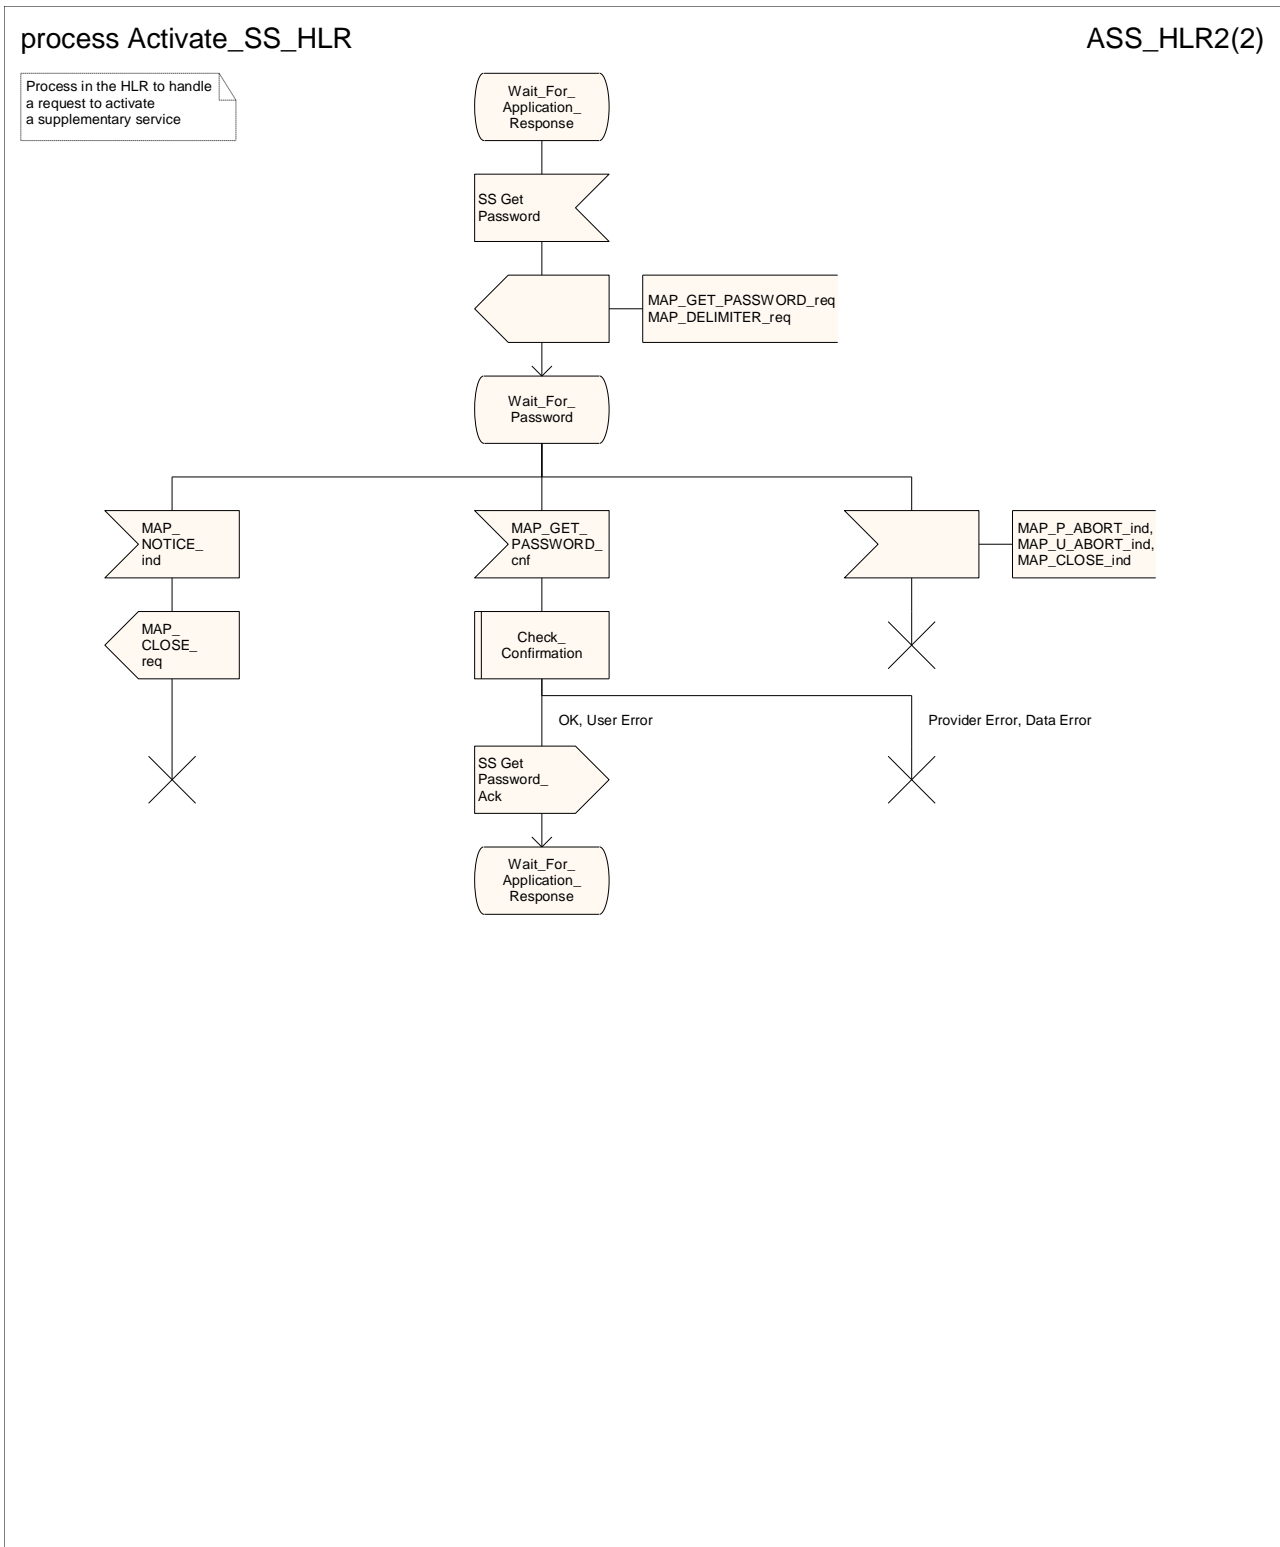 process Activate_SS_HLR
ASS_HLR2(2)
Process in the HLR to handle
a request to activate
a supplementary service
Wait_For_
Application_
Response
SS Get
Password
MAP_GET_PASSWORD_req
MAP_DELIMITER_req
Wait_For_
Password
MAP_
NOTICE_
ind
MAP_GET_
PASSWORD_
cnf
MAP_P_ABORT_ind,
MAP_U_ABORT_ind,
MAP_CLOSE_ind
MAP_
CLOSE_
req
Check_
Confirmation
OK, User Error
Provider Error, Data Error
SS Get
Password_
Ack
Wait_For_
Application_
Response